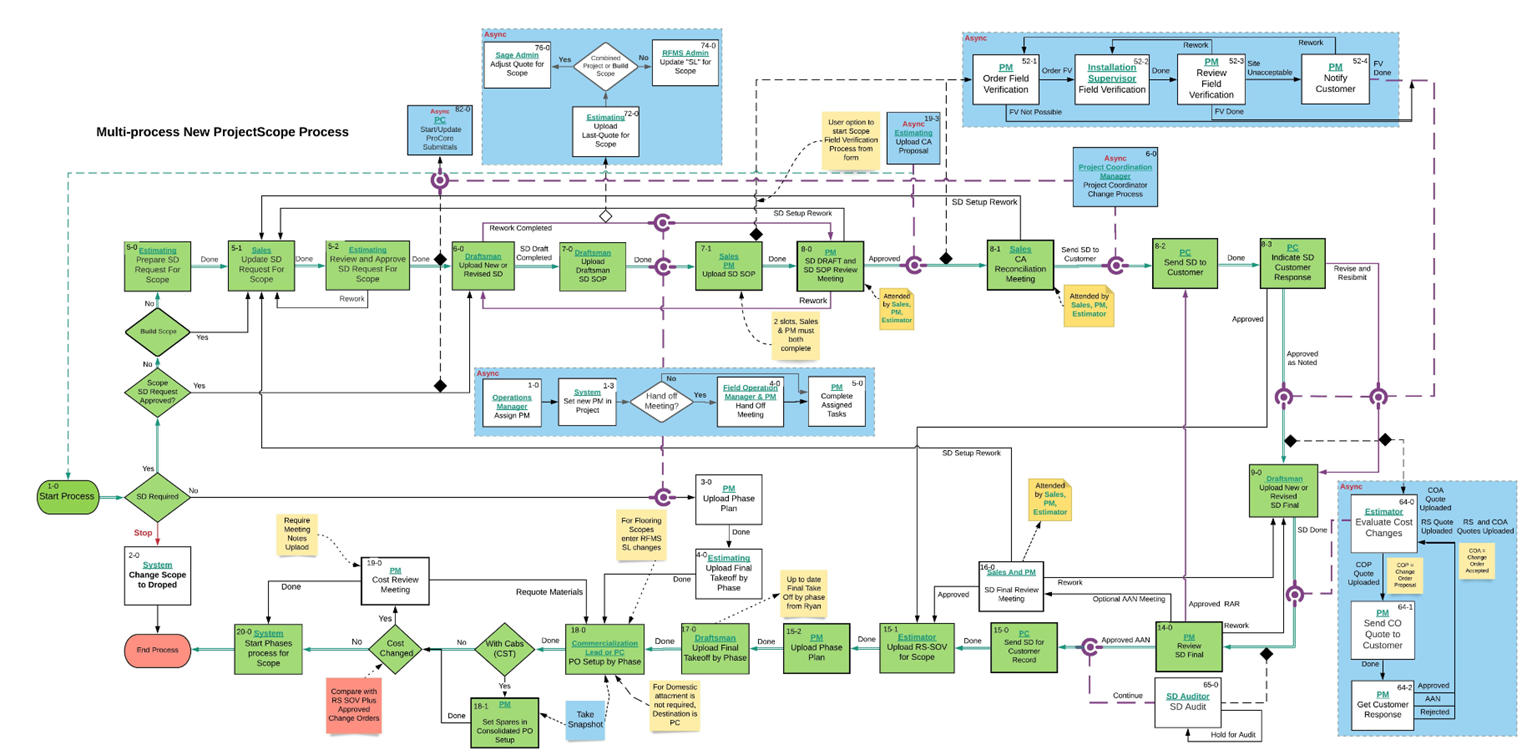 Multi-process New ProjectScope Process
Async
76-0
Sage Admin
Adjust Quote for
Scope
Yes
Combined
Project or Build
Scope
No
74-0
RFMS Admin
Update "SL" for
Scope
72-0
Estimating
Upload
Last-Quote for
Scope
82-0
Async
PC
Start/Update
ProCore
Submittals
User option to
start Scope
Field Verification
Process from
form
19-3
Async
Estimating
Upload CA
Proposal
Async
52-1
PM
Order Field
Verification
Order FV
52-2
Installation
Supervisor
Field Verification
Done
Rework
52-3
PM
Review
Field
Verification
Site
Unacceptable
Rework
52-4
PM
Notify
Customer
FV
Done
FV Not Possible
FV Done
6-0
Async
Project Coordination
Manager
Project Coordinator
Change Process
SD Setup Rework
SD Setup Rework
Rework Completed
5-0
Estimating
Prepare SD
Request For
Scope
Done
5-1
Sales
Update SD
Request For
Scope
Done
5-2
Estimating
Review and Approve
SD Request For
Scope
Done
Rework
6-0
Draftsman
Upload New or
Revised SD
SD Draft
Completed
7-0
Draftsman
Upload
Draftsman
SD SOP
Done
7-1
Sales
PM
Upload SD SOP
Done
8-0
PM
SD DRAFT and
SD SOP Review
Meeting
Approved
Rework
8-1
Sales
CA
Reconciliation
Meeting
Send SD to
Customer
8-2
PC
Send SD to
Customer
Done
8-3
PC
Indicate SD
Customer
Response
Revise and
Resibmit
Attended
by Sales,
PM,
Estimator
Attended by
Sales, PM,
Estimator
2 slots, Sales
& PM must
both
complete
No
Build Scope
Yes
No
Scope
SD Request
Approved?
Yes
Approved
Approved
as Noted
Async
1-0
Operations
Manager
Assign PM
1-3
System
Set new PM in
Project
Hand off
Meeting?
No
Yes
4-0
Field Operation
Manager & PM
Hand Off
Meeting
5-0
PM
Complete
Assigned
Tasks
SD Setup Rework
1-0
Start Process
Yes
SD Required
No
Stop
2-0
System
Change Scope
to Droped
End Process
3-0
PM
Upload Phase
Plan
Done
4-0
Estimating
Upload Final
Takeoff by
Phase
Done
Require
Meeting
Notes
Uplaod
For Flooring
Scopes
enter RFMS
SL changes
Up to date
Final Take
Off by phase
from Ryan
Attended
by Sales,
PM,
Estimator
9-0
Draftsman
Upload New or
Revised
SD Final
SD Done
16-0
Sales And PM
SD Final Review
Meeting
Rework
Approved
Optional AAN Meeting
Approved RAR
Rework
19-0
PM
Cost Review
Meeting
Done
Requote Materials
Yes
20-0
System
Start Phases
process for
Scope
No
Cost
Changed
No
With Cabs
(CST)
Yes
Done
18-0
Commercialization
Lead or PC
PO Setup by Phase
Done
17-0
Draftsman
Upload Final
Takeoff by Phase
Done
15-2
PM
Upload Phase
Plan
Done
15-1
Estimator
Upload RS-SOV
for Scope
Done
15-0
PC
Send SD for
Customer
Record
Approved AAN
14-0
PM
Review
SD Final
65-0
SD Auditor
SD Audit
Continue
Hold for Audit
Compare with
RS SOV Plus
Approved
Change Orders
18-1
PM
Set Spares in
Consolidated PO
Setup
Done
Take
Snapshot
For Domestic
attacment is
not required,
Destination is
PC
Async
64-0
Estimator
Evaluate Cost
Changes
COA
Quote
Uploaded
RS Quote
Uploaded
RS and COA
Quotes Uploaded
COP
Quote
Uploaded
COP =
Change
Order
Proposal
COA =
Change
Order
Accepted
64-1
PM
Send CO
Quote to
Customer
Done
64-2
PM
Get Customer
Response
Approved
AAN
Rejected